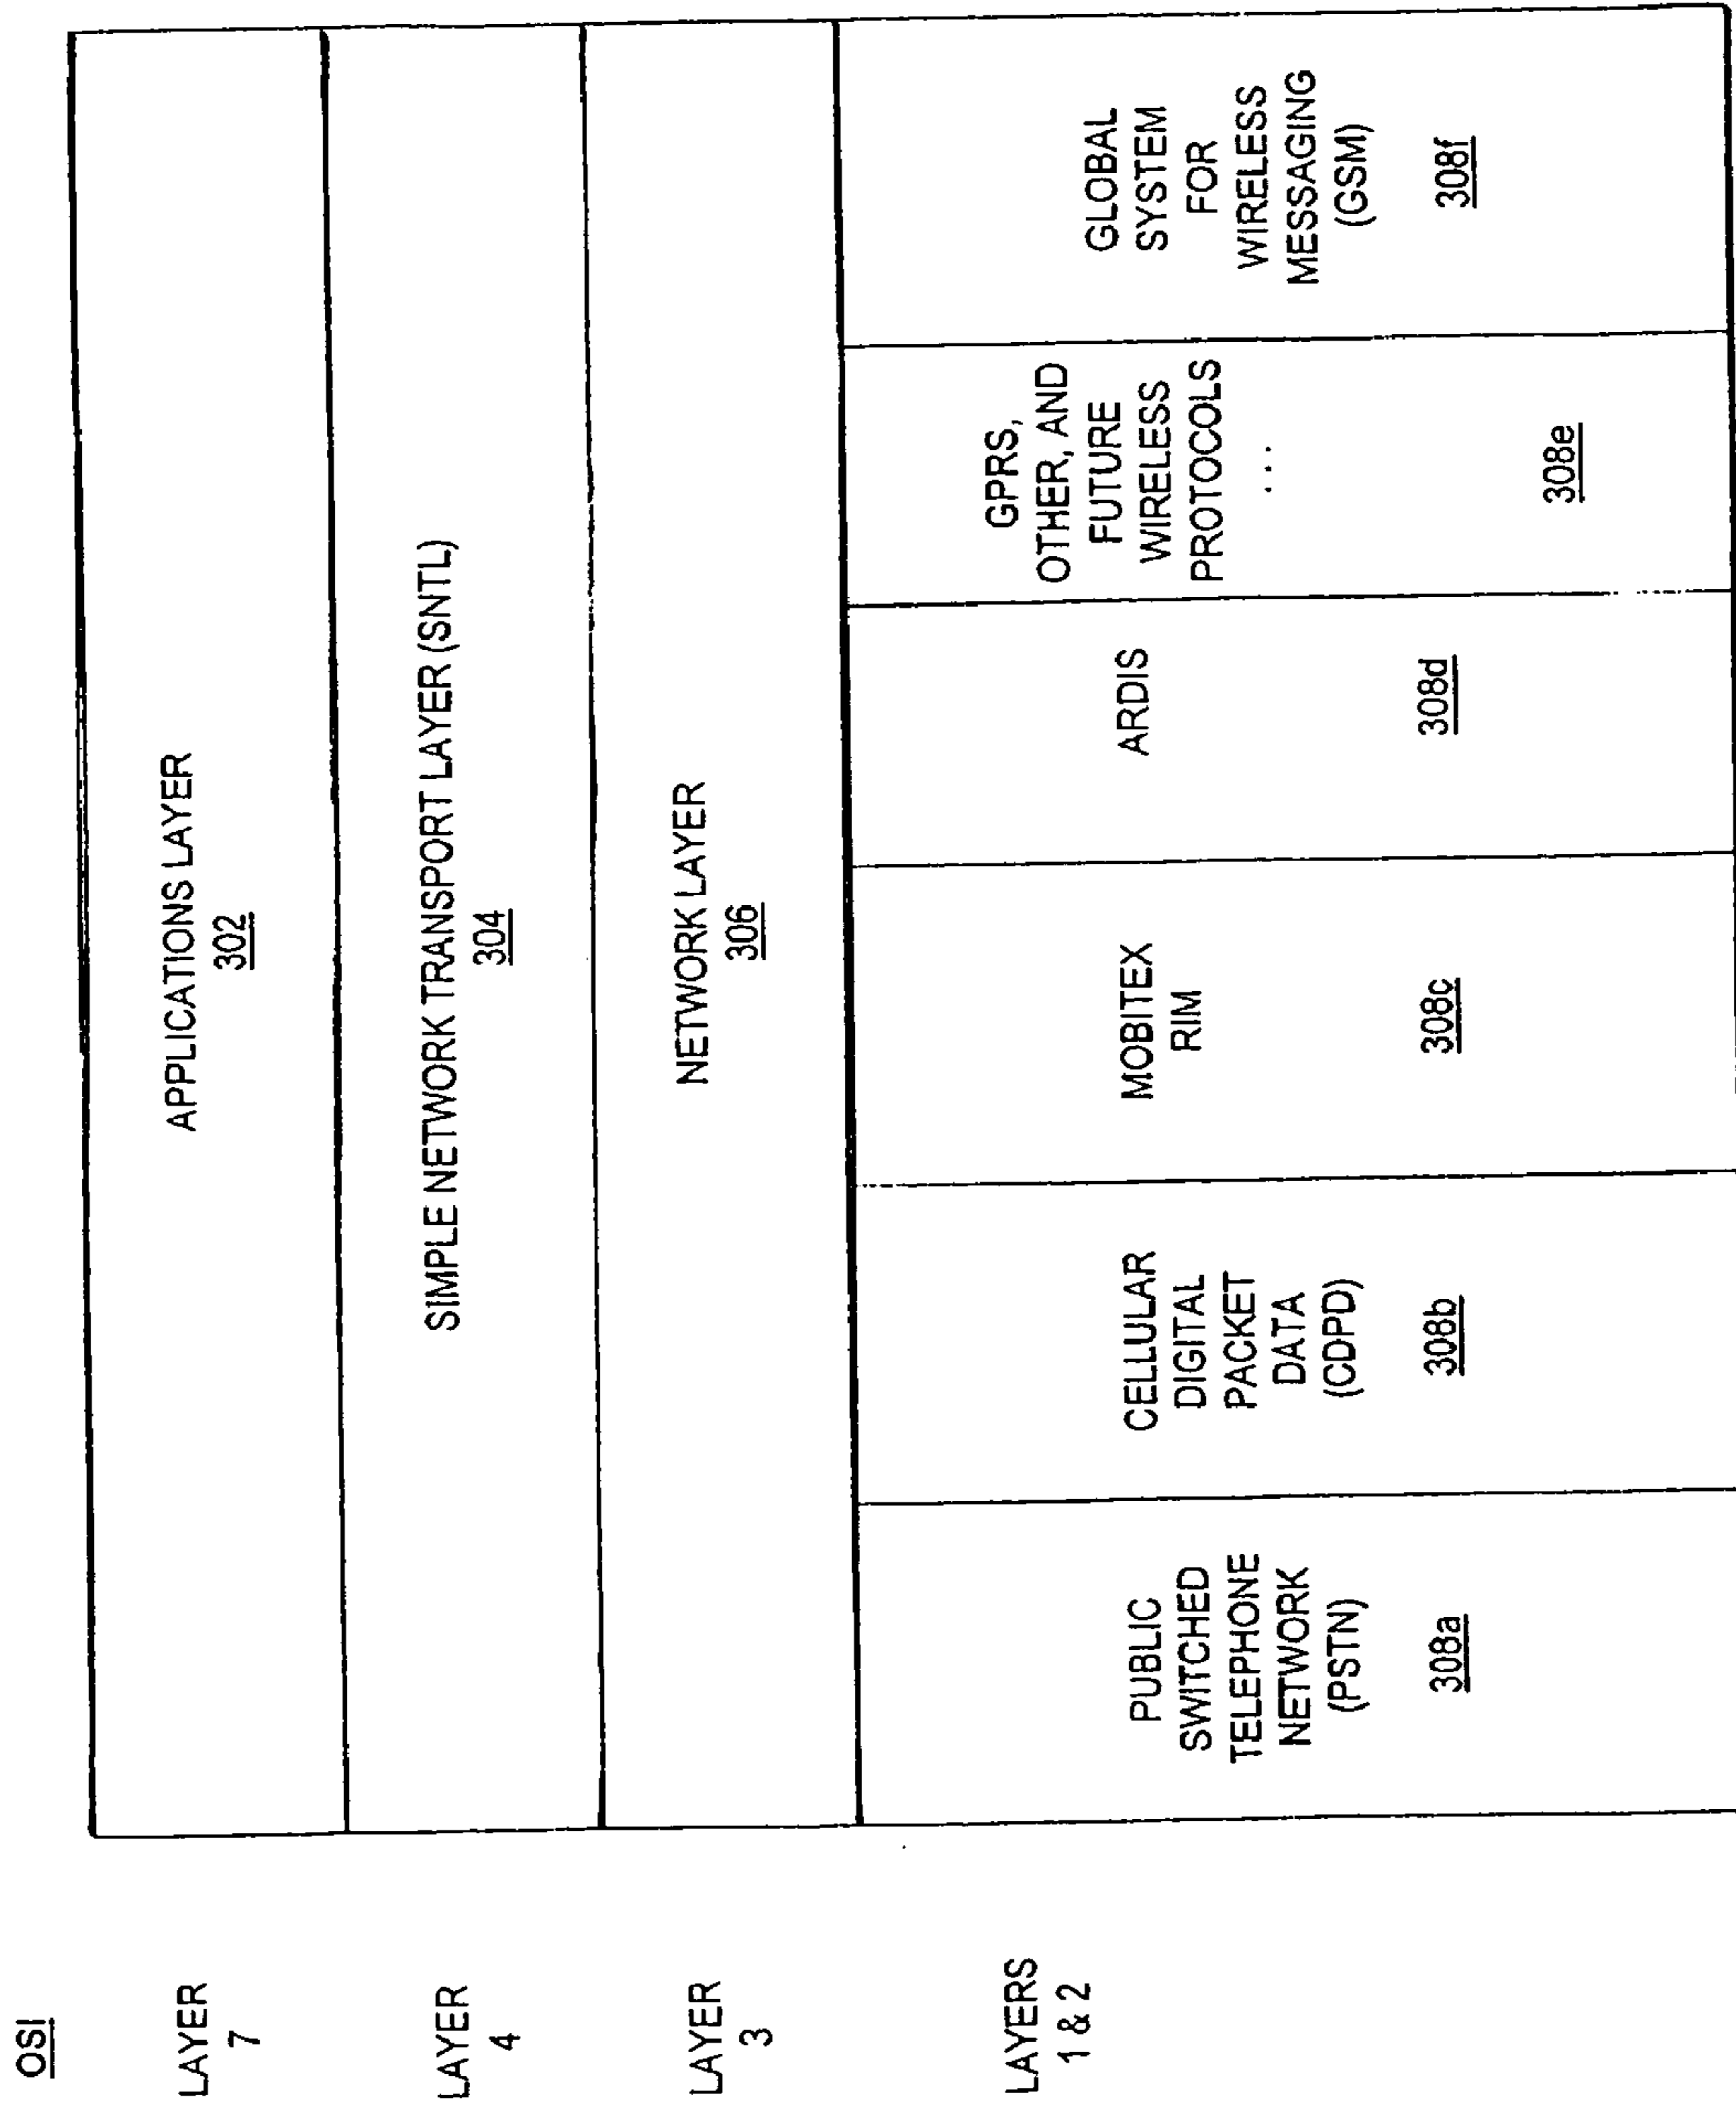 OSI
LAYER
7
APPLICATIONS LAYER
302
LAYER
4
SIMPLE NETWORK TRANSPORT LAYER (SNTL)
304
LAYER
3
NETWORK LAYER
306
LAYERS
1 & 2
PUBLIC
SWITCHED
TELEPHONE
NETWORK
(PSTN)
308a
CELLULAR
DIGITAL
PACKET
DATA
(CDPD)
308b
MOBITEX
RIM
308c
ARDIS
308d
GPRS,
OTHER, AND
FUTURE
WIRELESS
PROTOCOLS
...
308e
GLOBAL
SYSTEM
FOR
WIRELESS
MESSAGING
(GSM)
308f